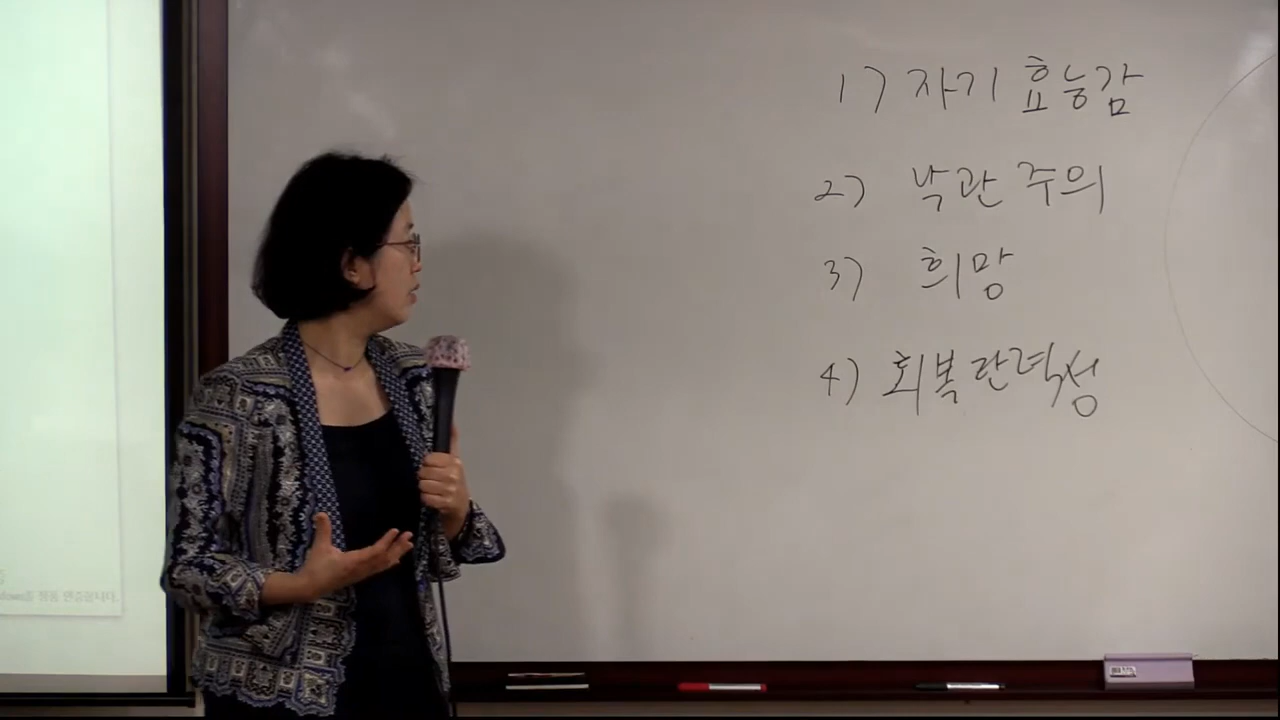 1) 자기 효능감
2) 낙관주의
3) 희망
4) 회복탄력성